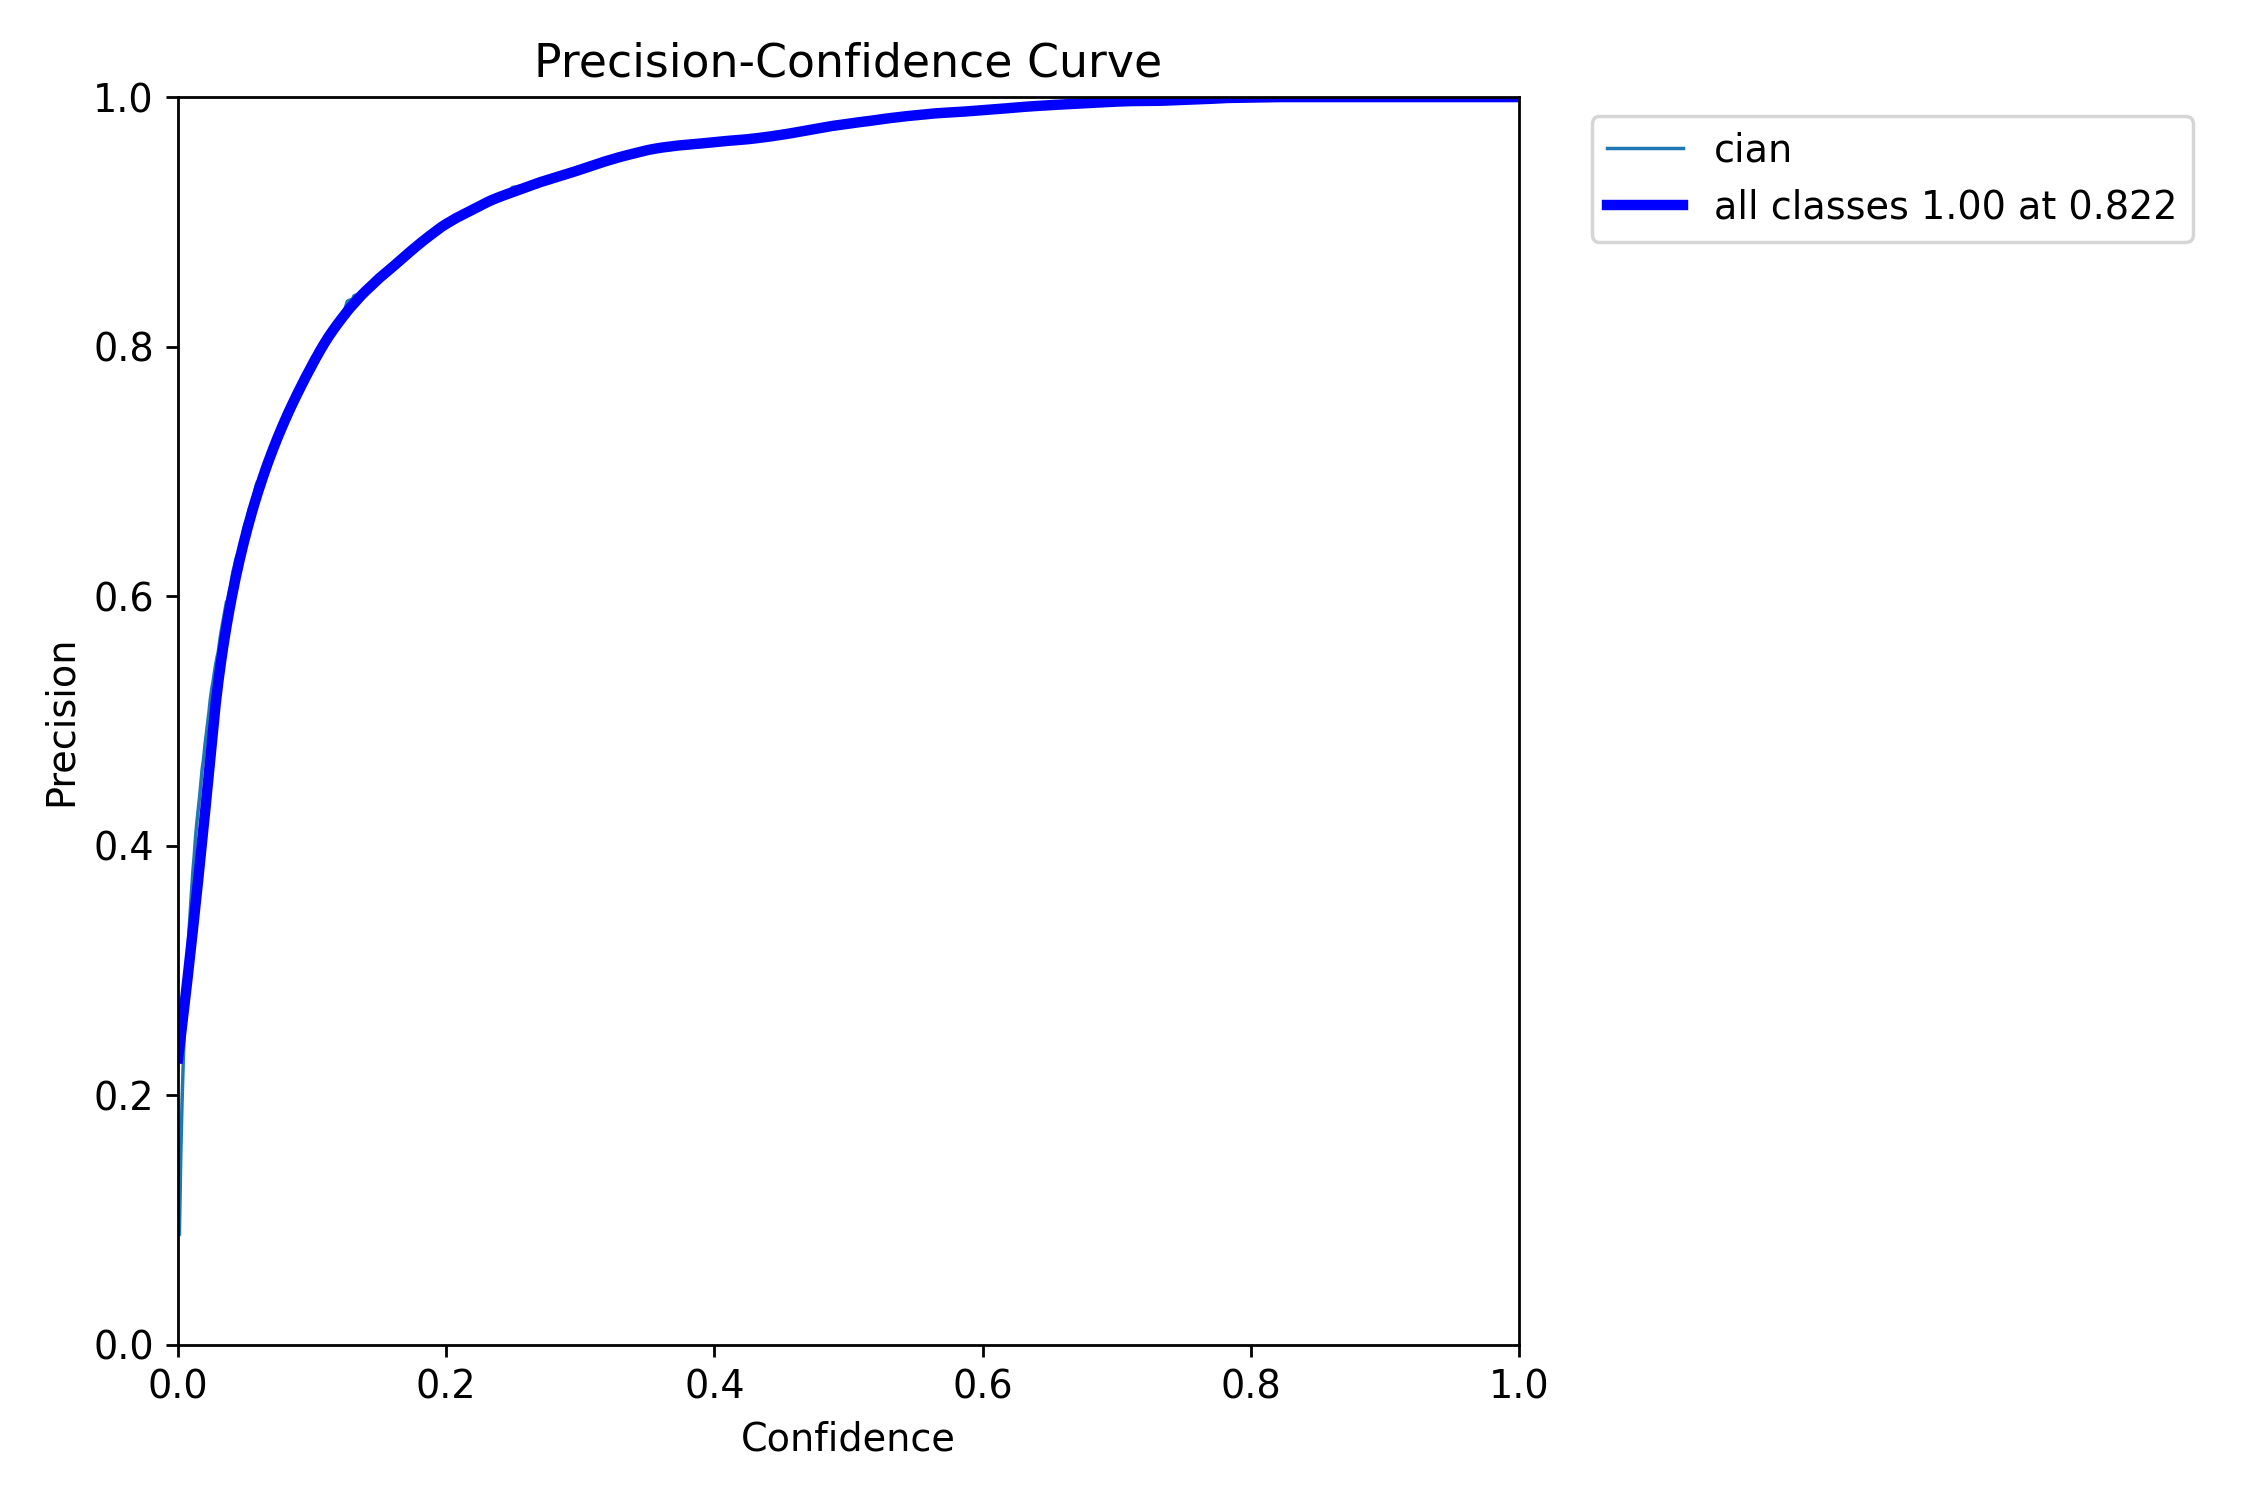 Precision-Confidence Curve
cian
all classes 1.00 at 0.822
Precision
1.0
0.8
0.6
0.4
0.2
0.0
0.0 0.2 0.4 0.6 0.8 1.0
Confidence